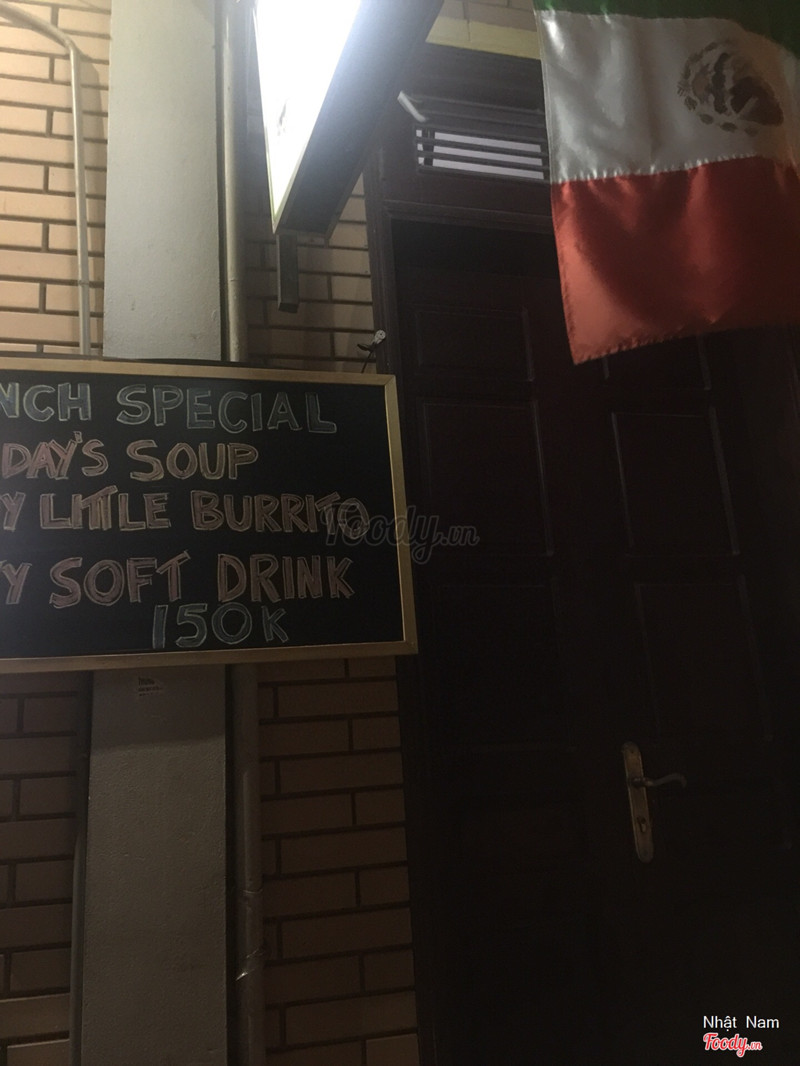 NCH SPECIAL
DAY'S SOUP
Y LITTLE BURRITO
Y SOFT DRINK
150K
Foody.vn
Nhật Nam
Foody.vn